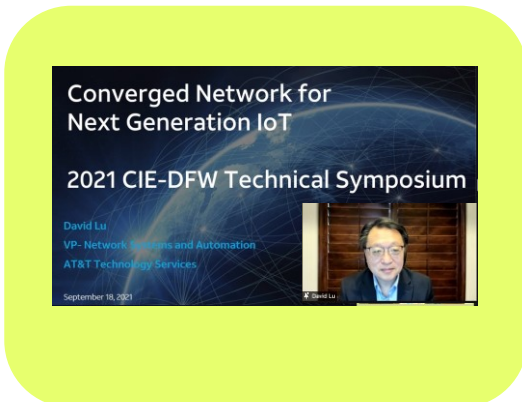 Converged Network for
Next Generation IoT
2021 CIE-DFW Technical Symposium
David Lu
VP- Network Systems and Automation
AT&T Technology Services
September 18, 2021
David Lu